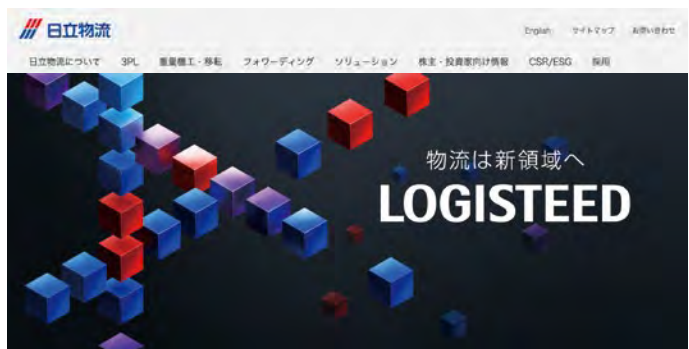 日立物流
English サイトマップ お問い合わせ
日立物流について 3PL 重量機工・移転 フォワーディング ソリューション 株主・投資家向け情報 CSR/ESG 採用
物流は新領域へ
LOGISTEED